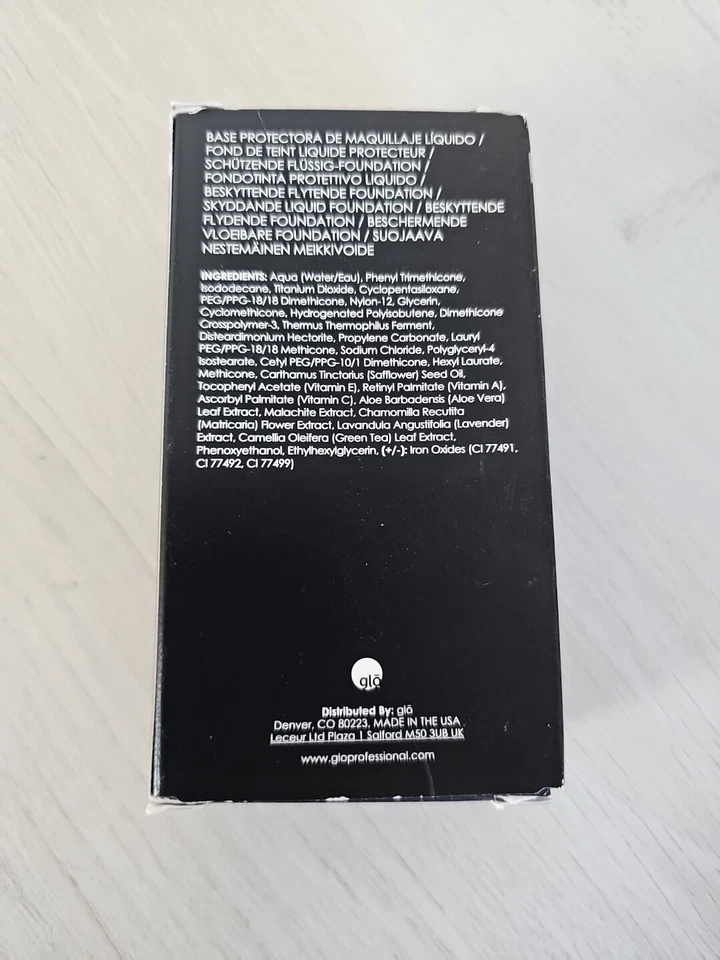 BASE PROTECTORA DE MAQUILLAJE LÍQUIDO /
FOND DE TEINT LIQUIDE PROTECTEUR /
SCHÜTZENDE FLÜSSIG-FOUNDATION /
FONDOTINTA PROTETTIVO LIQUIDO /
BESKYTTENDE FLYTENDE FOUNDATION /
SKYDDANDE LIQUID FOUNDATION / BESKYTTENDE
FLYDENDE FOUNDATION / BESCHERMENDE
VLOEIBARE FOUNDATION / SUOJAAVA
NESTEMÄINEN MEIKKIVOIDE
INGREDIENTS: Aqua (Water/Eau), Phenyl Trimethicone,
Isododecane, Titanium Dioxide, Cyclopentasiloxane,
PEG/PPG-18/18 Dimethicone, Nylon-12, Glycerin,
Cyclomethicone, Hydrogenated Polyisobutene, Dimethicone
Crosspolymer-3, Thermus Thermophilus Ferment,
Disteardimonium Hectorite, Propylene Carbonate, Lauryl
PEG/PPG-18/18 Methicone, Sodium Chloride, Polyglyceryl-4
Isostearate, Cetyl PEG/PPG-10/1 Dimethicone, Hexyl Laurate,
Methicone, Carthamus Tinctorius (Safflower) Seed Oil,
Tocopheryl Acetate (Vitamin E), Retinyl Palmitate (Vitamin A),
Ascorbyl Palmitate (Vitamin C), Aloe Barbadensis (Aloe Vera)
Leaf Extract, Malachite Extract, Chamomilla Recutita
(Matricaria) Flower Extract, Lavandula Angustifolia (Lavender)
Extract, Camellia Oleifera (Green Tea) Leaf Extract,
Phenoxyethanol, Ethylhexylglycerin, (+/-): Iron Oxides (CI 77491,
CI 77492, CI 77499)
glō
Distributed By: glō
Denver, CO 80223, MADE IN THE USA
Leceur Ltd Plaza | Salford M50 3UB UK
www.gloprofessional.com